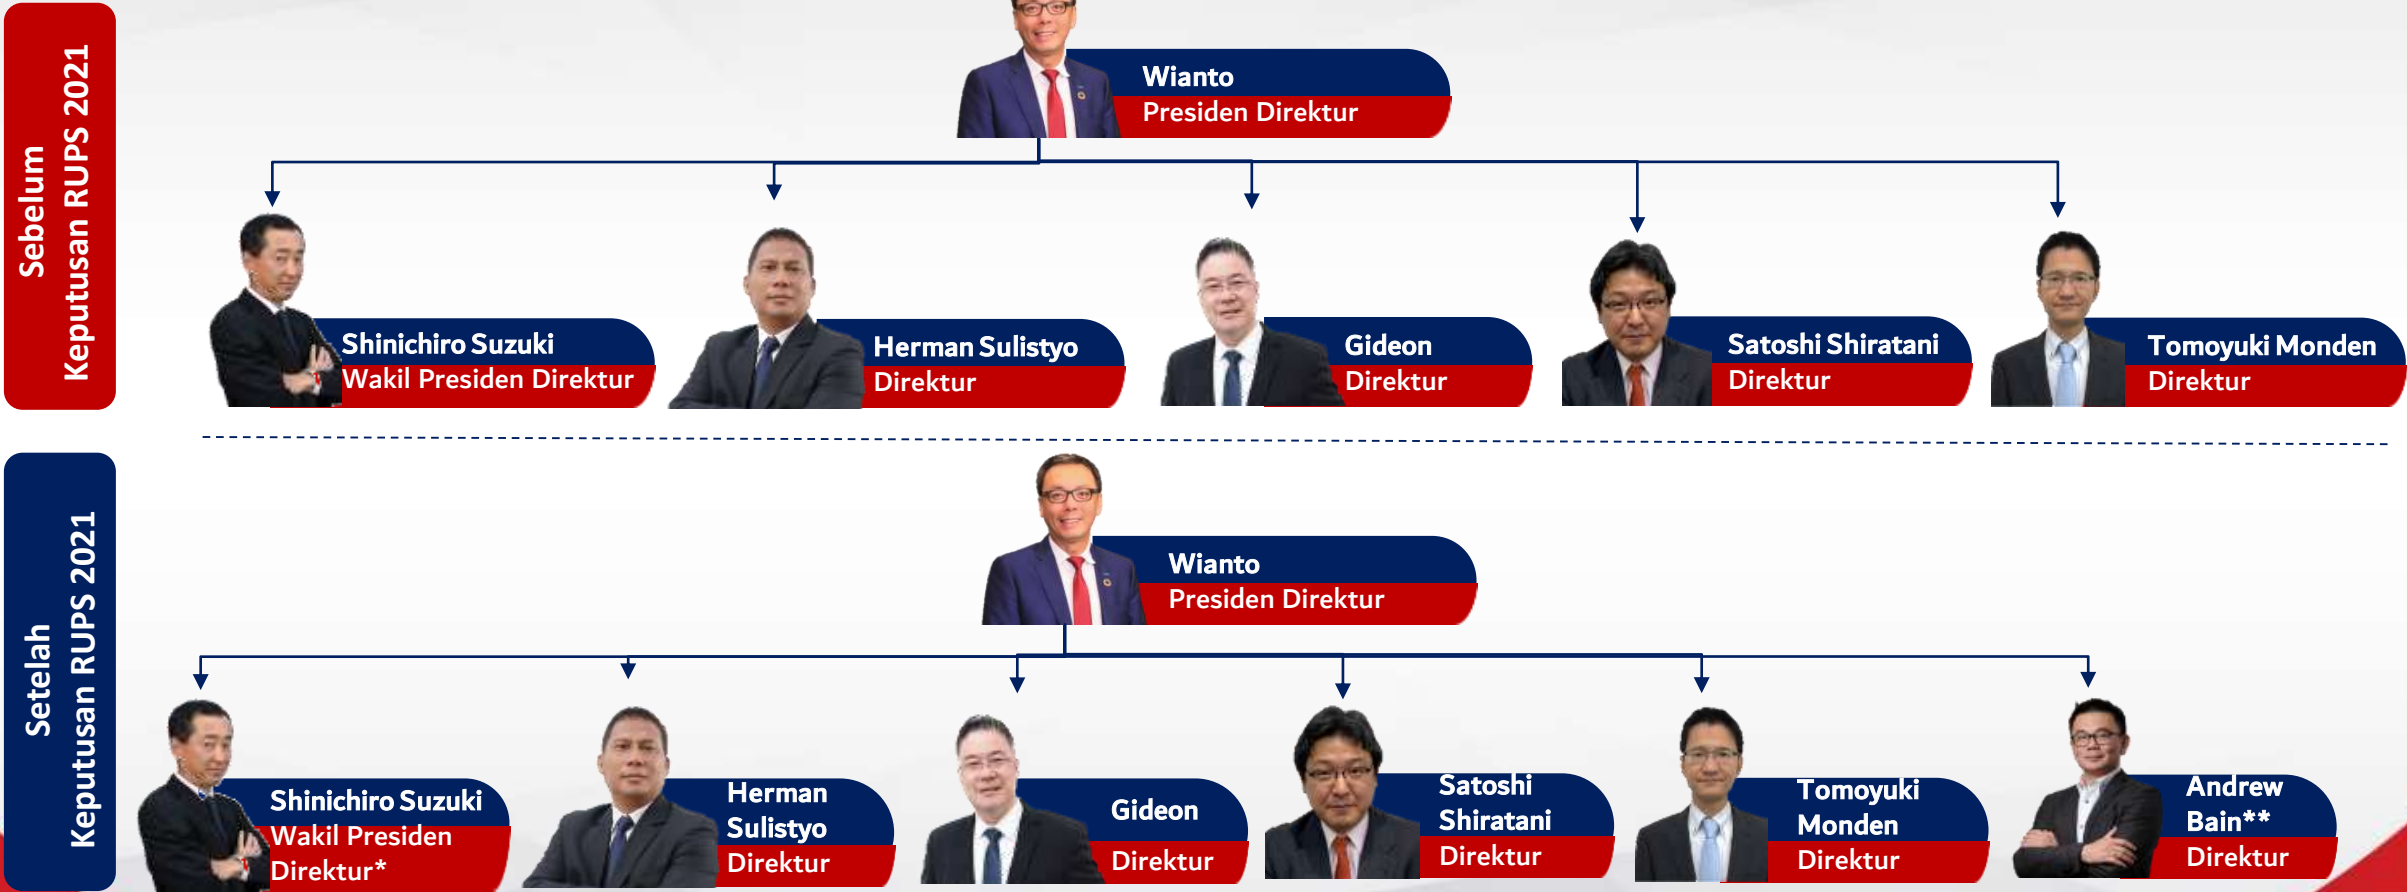 Sebelum
Keputusan RUPS 2021
Wianto
Presiden Direktur
Shinichiro Suzuki
Wakil Presiden Direktur
Herman Sulistyo
Direktur
Gideon
Direktur
Satoshi Shiratani
Direktur
Tomoyuki Monden
Direktur
Setelah
Keputusan RUPS 2021
Wianto
Presiden Direktur
Shinichiro Suzuki
Wakil Presiden
Direktur*
Herman
Sulistyo
Direktur
Gideon
Direktur
Satoshi
Shiratani
Direktur
Tomoyuki
Monden
Direktur
Andrew
Bain**
Direktur